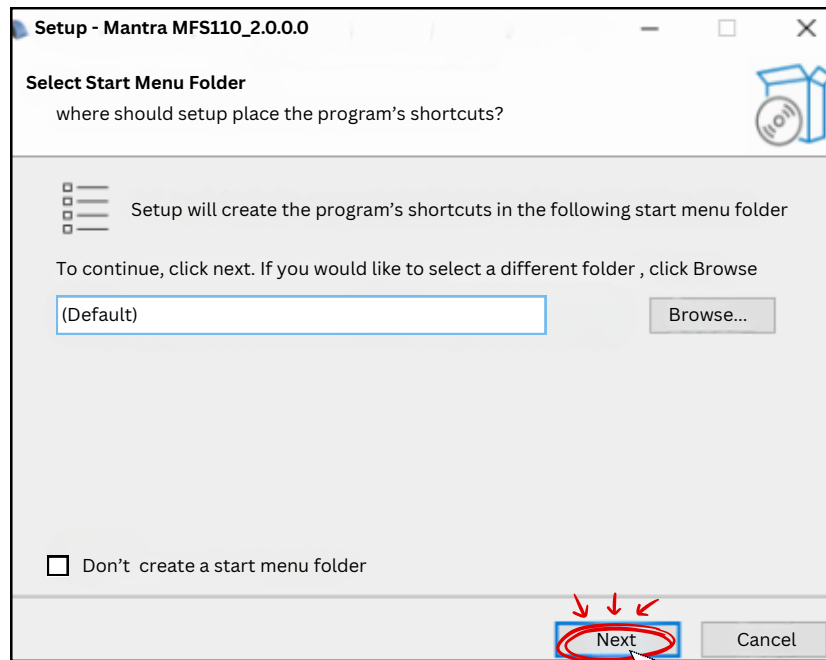 Setup - Mantra MFS110_2.0.0.0
Select Start Menu Folder
where should setup place the program’s shortcuts?
Setup will create the program’s shortcuts in the following start menu folder
To continue, click next. If you would like to select a different folder , click Browse
(Default)
Browse...
Don’t create a start menu folder
Next
Cancel